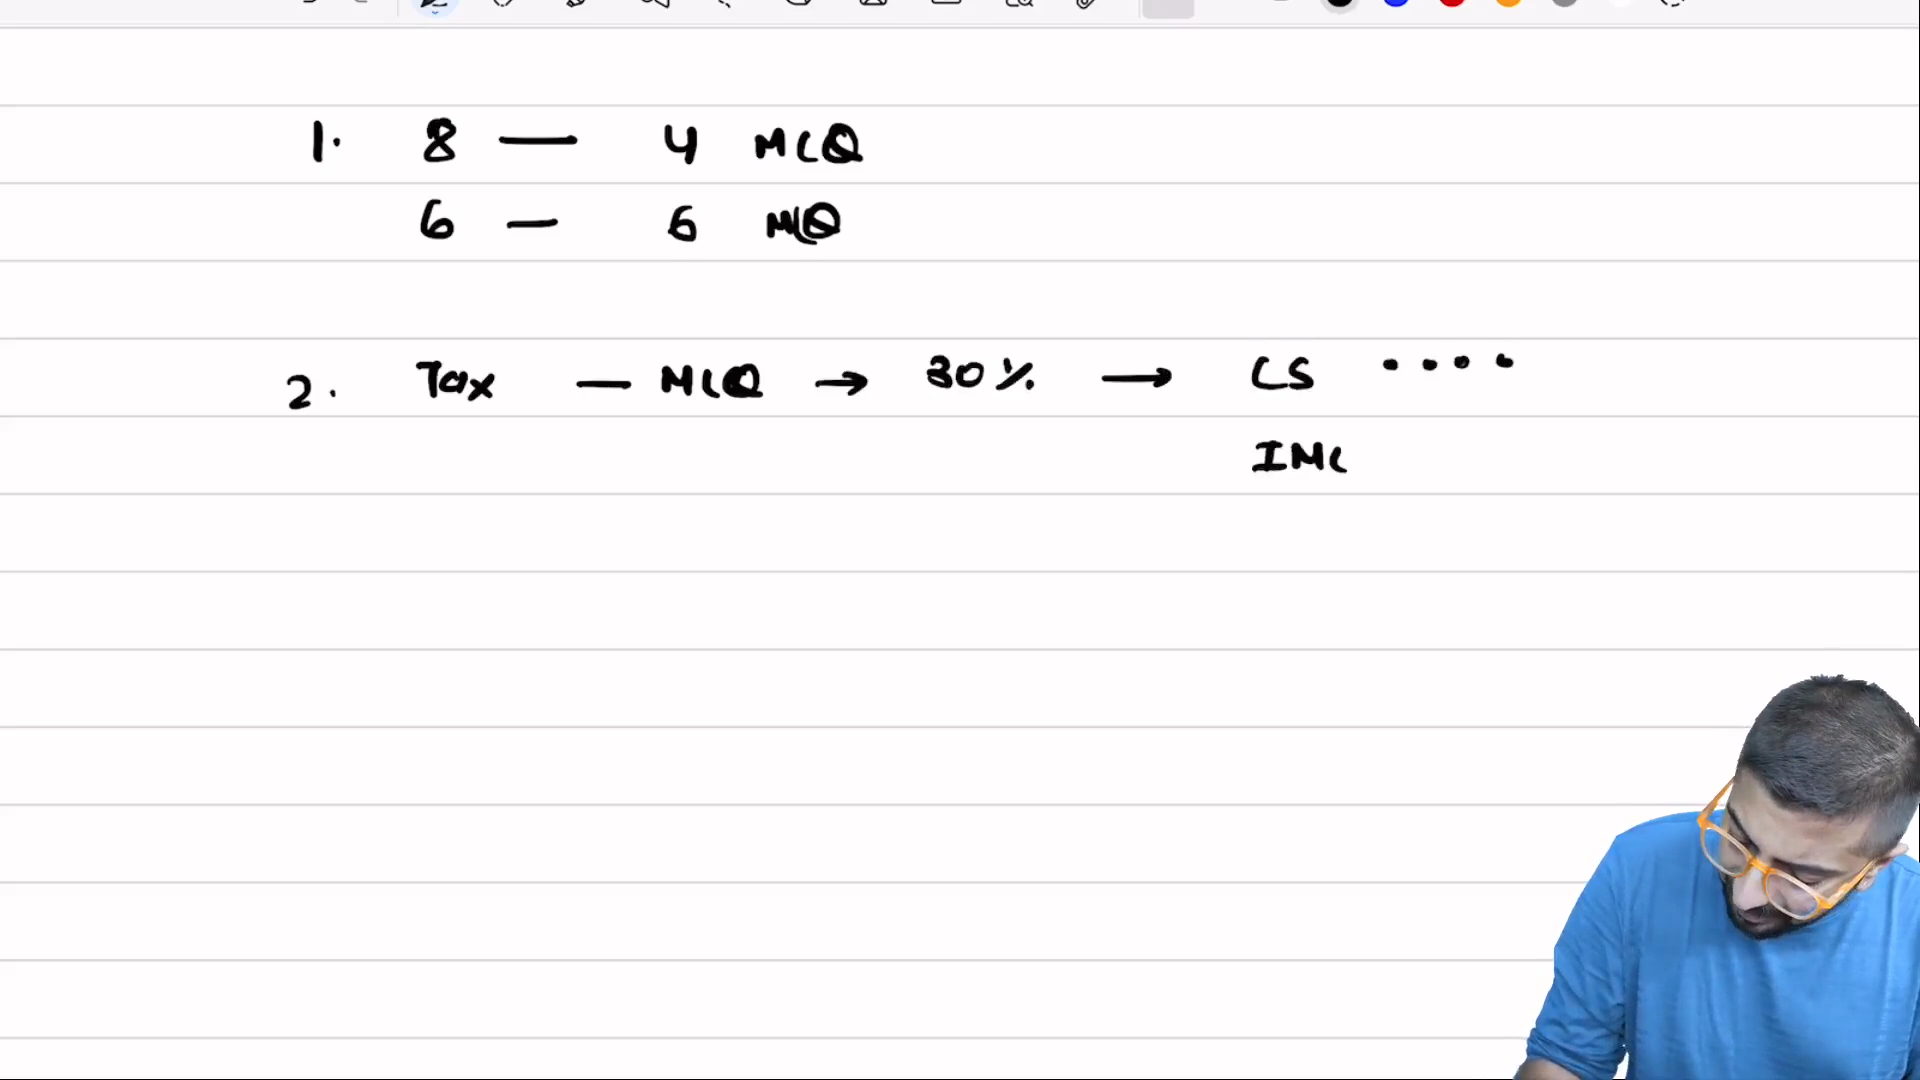 1. 8 — 4 MCQ
6 — 6 MCQ
2. Tax — MCQ → 30% → CS ....
IMC